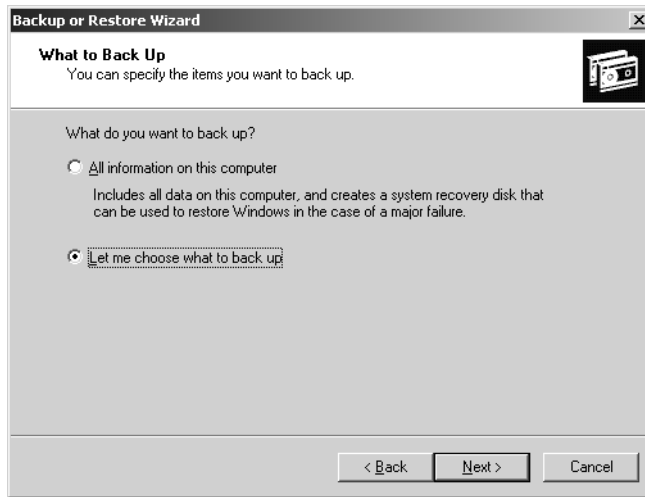 Backup or Restore Wizard
What to Back Up
You can specify the items you want to back up.
What do you want to back up?
All information on this computer
Includes all data on this computer, and creates a system recovery disk that
can be used to restore Windows in the case of a major failure.
Let me choose what to back up
< Back Next > Cancel